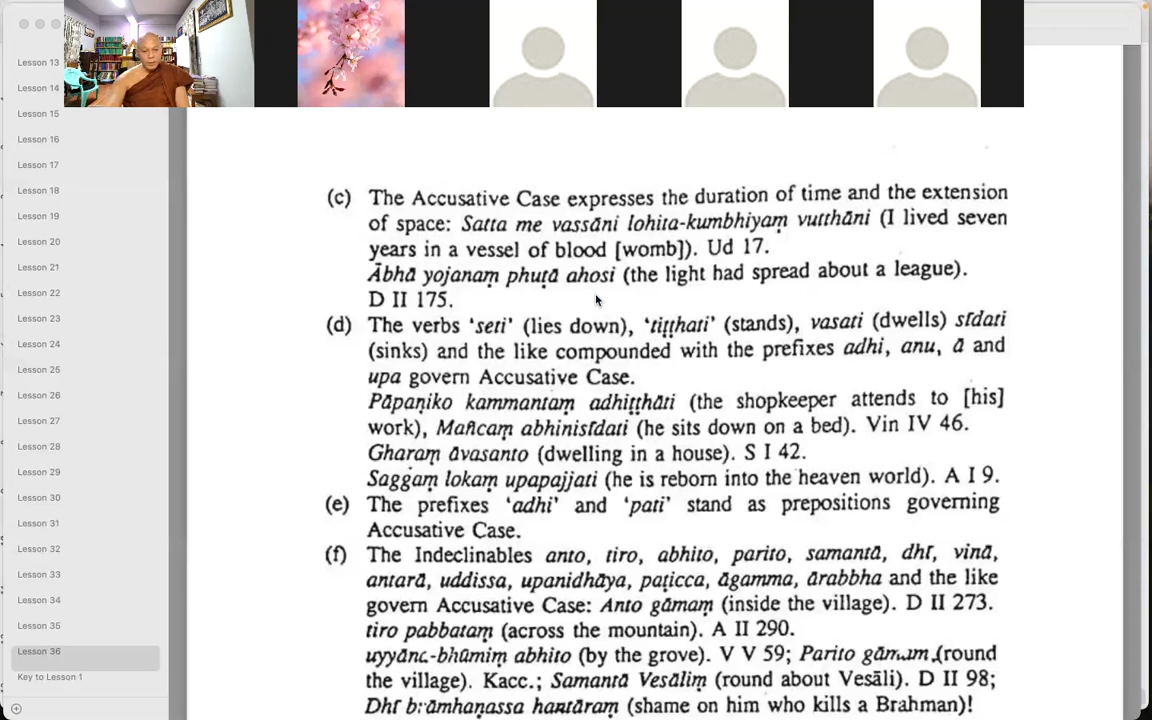 Lesson 13
Lesson 14
Lesson 15
Lesson 16
Lesson 17
Lesson 18
Lesson 19
Lesson 20
Lesson 21
Lesson 22
Lesson 23
Lesson 24
Lesson 25
Lesson 26
Lesson 27
Lesson 28
Lesson 29
Lesson 30
Lesson 31
Lesson 32
Lesson 33
Lesson 34
Lesson 35
Lesson 36
Key to Lesson 1
(c) The Accusative Case expresses the duration of time and the extension
of space: Satta me vassāni lohita-kumbhiyaṃ vutthāni (I lived seven
years in a vessel of blood [womb]). Ud 17.
Ābhā yojanaṃ phuṭā ahosi (the light had spread about a league).
D II 175.
(d) The verbs 'seti' (lies down), 'tiṭṭhati' (stands), vasati (dwells) sīdati
(sinks) and the like compounded with the prefixes adhi, anu, ā and
upa govern Accusative Case.
Pāpaṇiko kammantaṃ adhiṭṭhāti (the shopkeeper attends to [his]
work), Mañcaṃ abhinisīdati (he sits down on a bed). Vin IV 46.
Gharaṃ āvasanto (dwelling in a house). S I 42.
Saggaṃ lokaṃ upapajjati (he is reborn into the heaven world). A I 9.
(e) The prefixes 'adhi' and 'pati' stand as prepositions governing
Accusative Case.
(f) The Indeclinables anto, tiro, abhito, parito, samantā, dhī, vinā,
antarā, uddissa, upanidhāya, paṭicca, āgamma, ārabbha and the like
govern Accusative Case: Anto gāmaṃ (inside the village). D II 273.
tiro pabbataṃ (across the mountain). A II 290.
bhūmiṃ abhito (by the grove). V V 59; Parito (round
the village). Kacc.; Samantā Vesāliṃ (round about Vesāli). D II 98;
Dhī hantāraṃ (shame on him who kills a Brahman)!